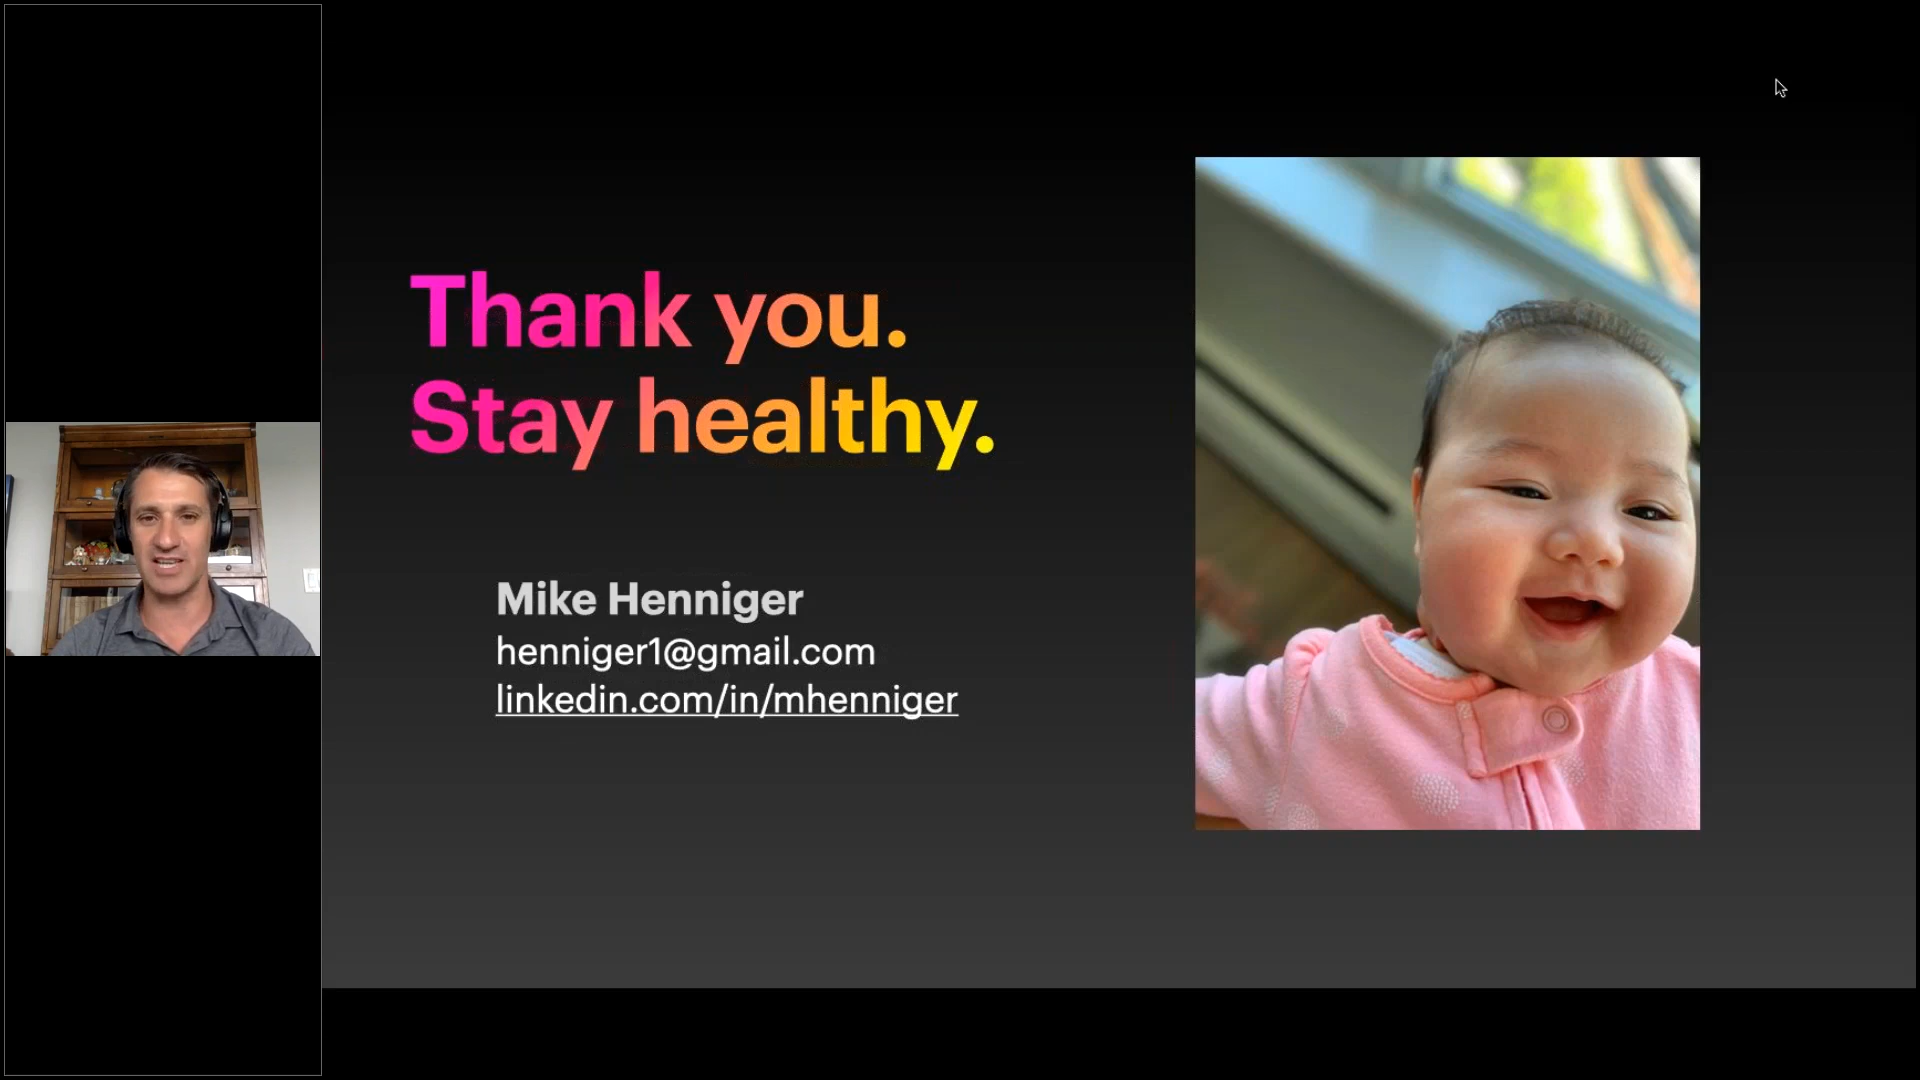 Thank you.
Stay healthy.
Mike Henniger
henniger1@gmail.com
linkedin.com/in/mhenniger